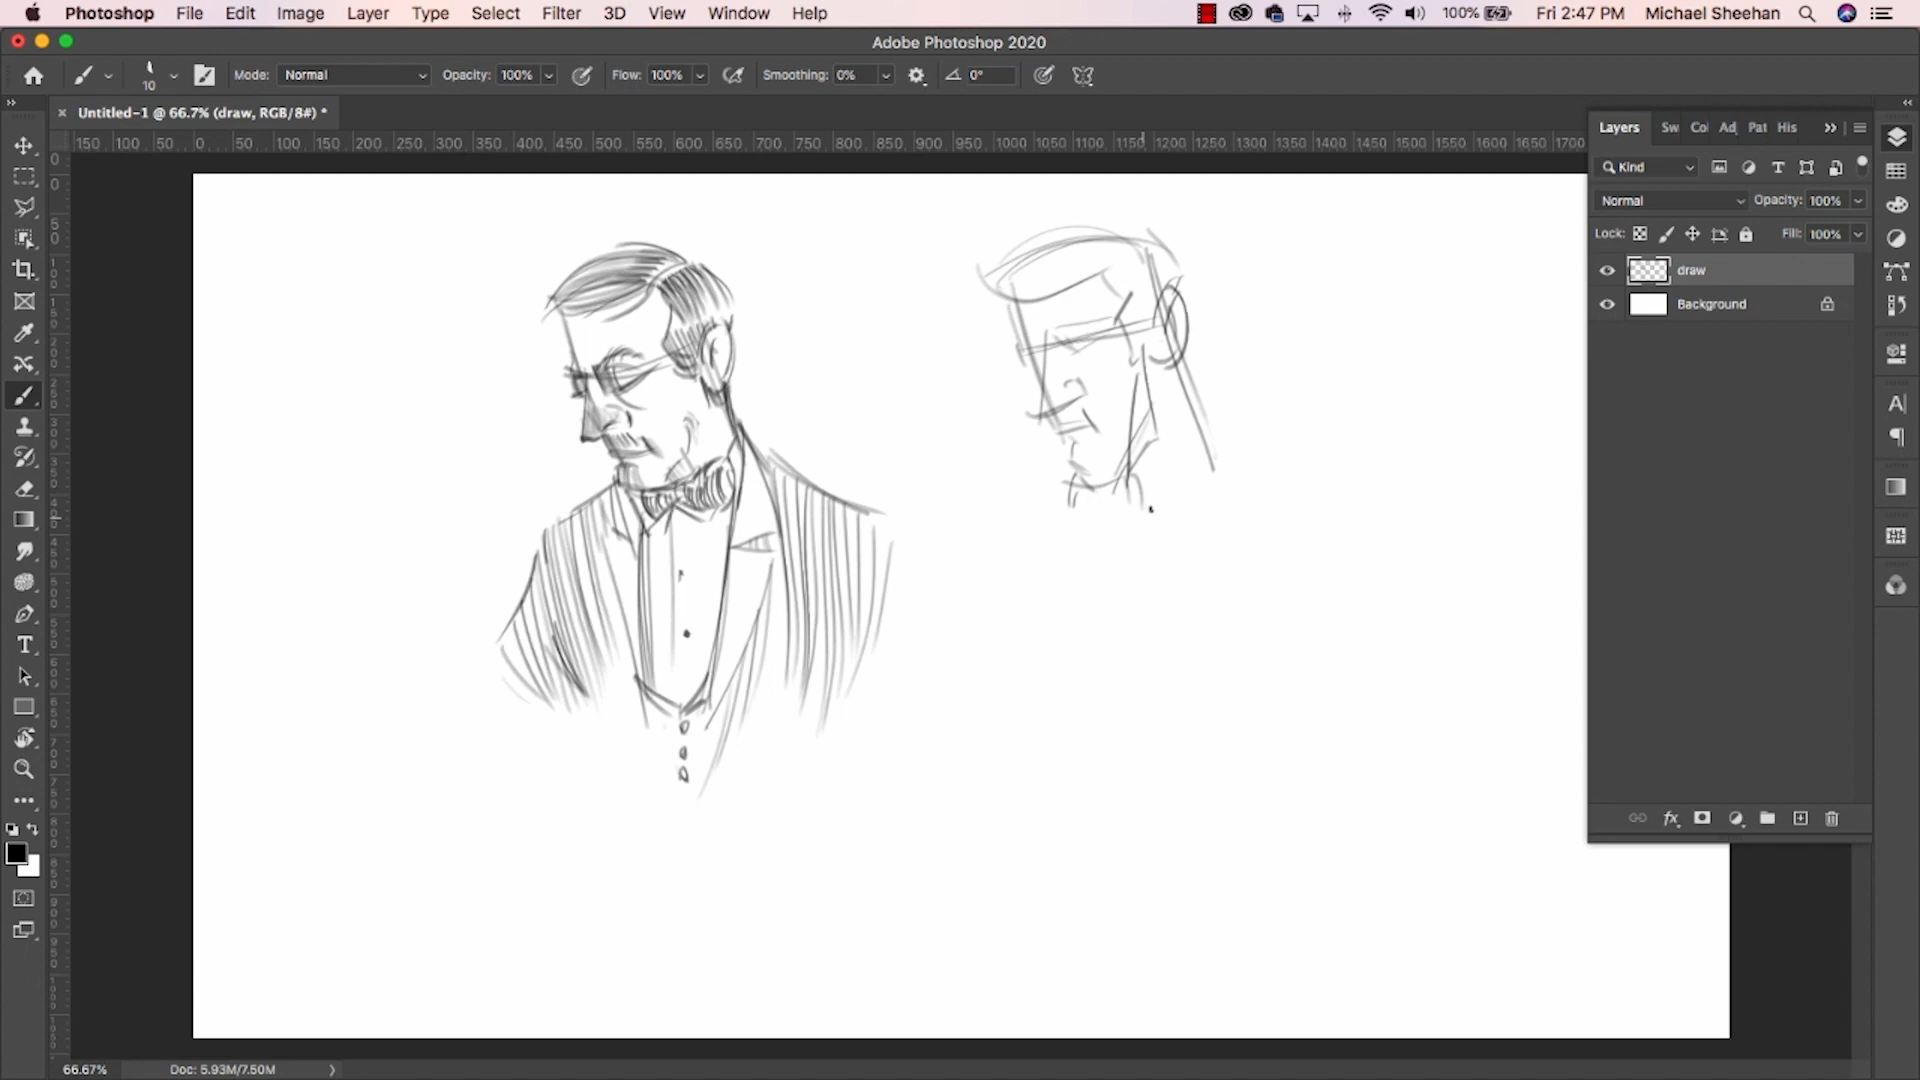 Photoshop File Edit Image Layer Type Select Filter 3D View Window Help 100% Fri 2:47 PM Michael Sheehan
Adobe Photoshop 2020
10 Mode: Normal Opacity: 100% Flow: 100% Smoothing: 0% 0°
Untitled-1 @ 66.7% (draw, RGB/8#) *
150 100 50 0 50 100 150 200 250 300 350 400 450 500 550 600 650 700 750 800 850 900 950 1000 1050 1100 1150 1200 1250 1300 1350 1400 1450 1500 1550 1600 1650 1700
Layers Sw Co Ad Pat His
Kind
Normal Opacity: 100%
Lock: Fill: 100%
draw
Background
66.67% Doc: 5.93M/7.50M